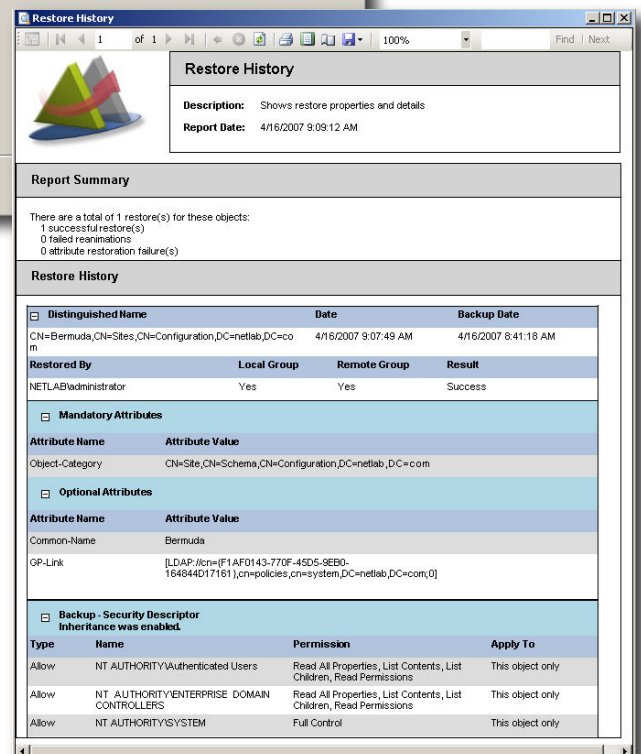 Restore History
1 of 1 100% Find | Next
Restore History
Description: Shows restore properties and details
Report Date: 4/16/2007 9:09:12 AM
Report Summary
There are a total of 1 restore(s) for these objects:
1 successful restore(s)
0 failed reanimations
0 attribute restoration failure(s)
Restore History
Distinguished Name Date Backup Date
CN=Bermuda,CN=Sites,CN=Configuration,DC=netlab,DC=co 4/16/2007 9:07:49 AM 4/16/2007 8:41:18 AM
m
Restored By Local Group Remote Group Result
NETLAB\administrator Yes Yes Success
Mandatory Attributes
Attribute Name Attribute Value
Object-Category CN=Site,CN=Schema,CN=Configuration,DC=netlab,DC=com
Optional Attributes
Attribute Name Attribute Value
Common-Name Bermuda
GP-Link [LDAP://cn={F1AF0143-770F-45D5-9EB0-
164844D17161},cn=policies,cn=system,DC=netlab,DC=com;0]
Backup - Security Descriptor
Inheritance was enabled.
Type Name Permission Apply To
Allow NT AUTHORITY\Authenticated Users Read All Properties, List Contents, List This object only
Children, Read Permissions
Allow NT AUTHORITY\ENTERPRISE DOMAIN Read All Properties, List Contents, List This object only
CONTROLLERS Children, Read Permissions
Allow NT AUTHORITY\SYSTEM Full Control This object only